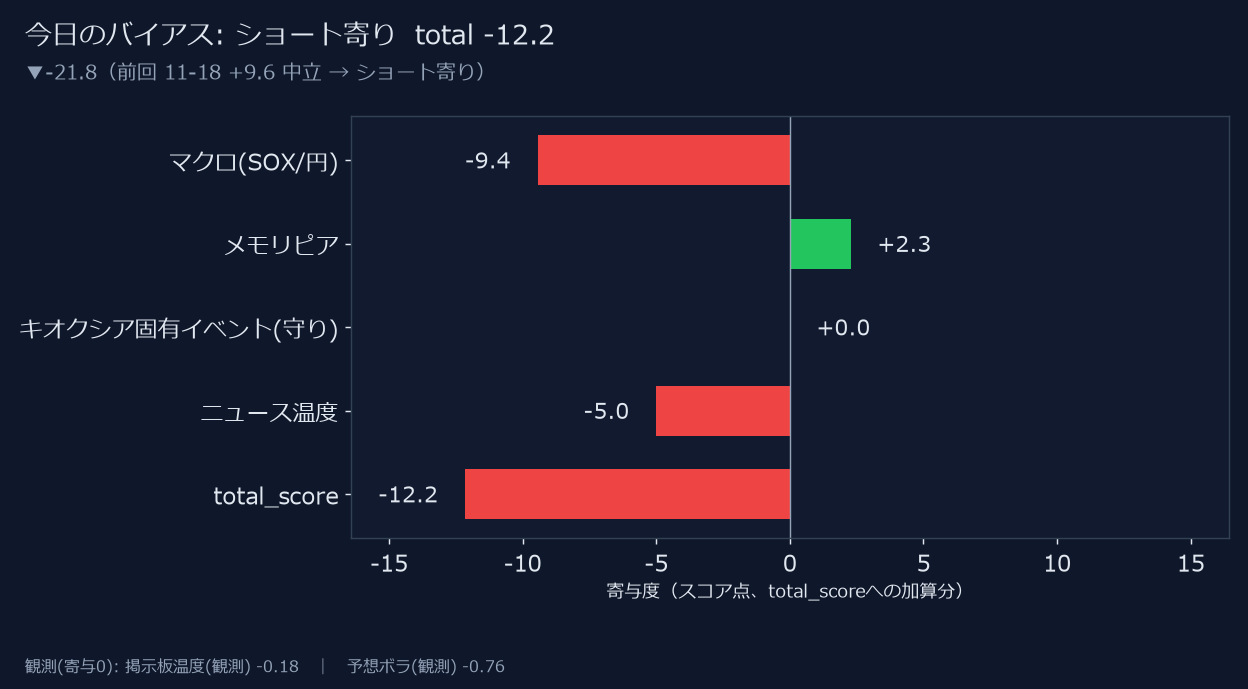 今日のバイアス: ショート寄り  total -12.2
▼-21.8（前回 11-18 +9.6 中立 → ショート寄り）
マクロ(SOX/円)
-9.4
メモリピア
+2.3
キオクシア固有イベント(守り)
+0.0
ニュース温度
-5.0
total_score
-12.2
-15 -10 -5 0 5 10 15
寄与度（スコア点、total_scoreへの加算分）
観測(寄与0): 掲示板温度(観測) -0.18 ｜ 予想ボラ(観測) -0.76